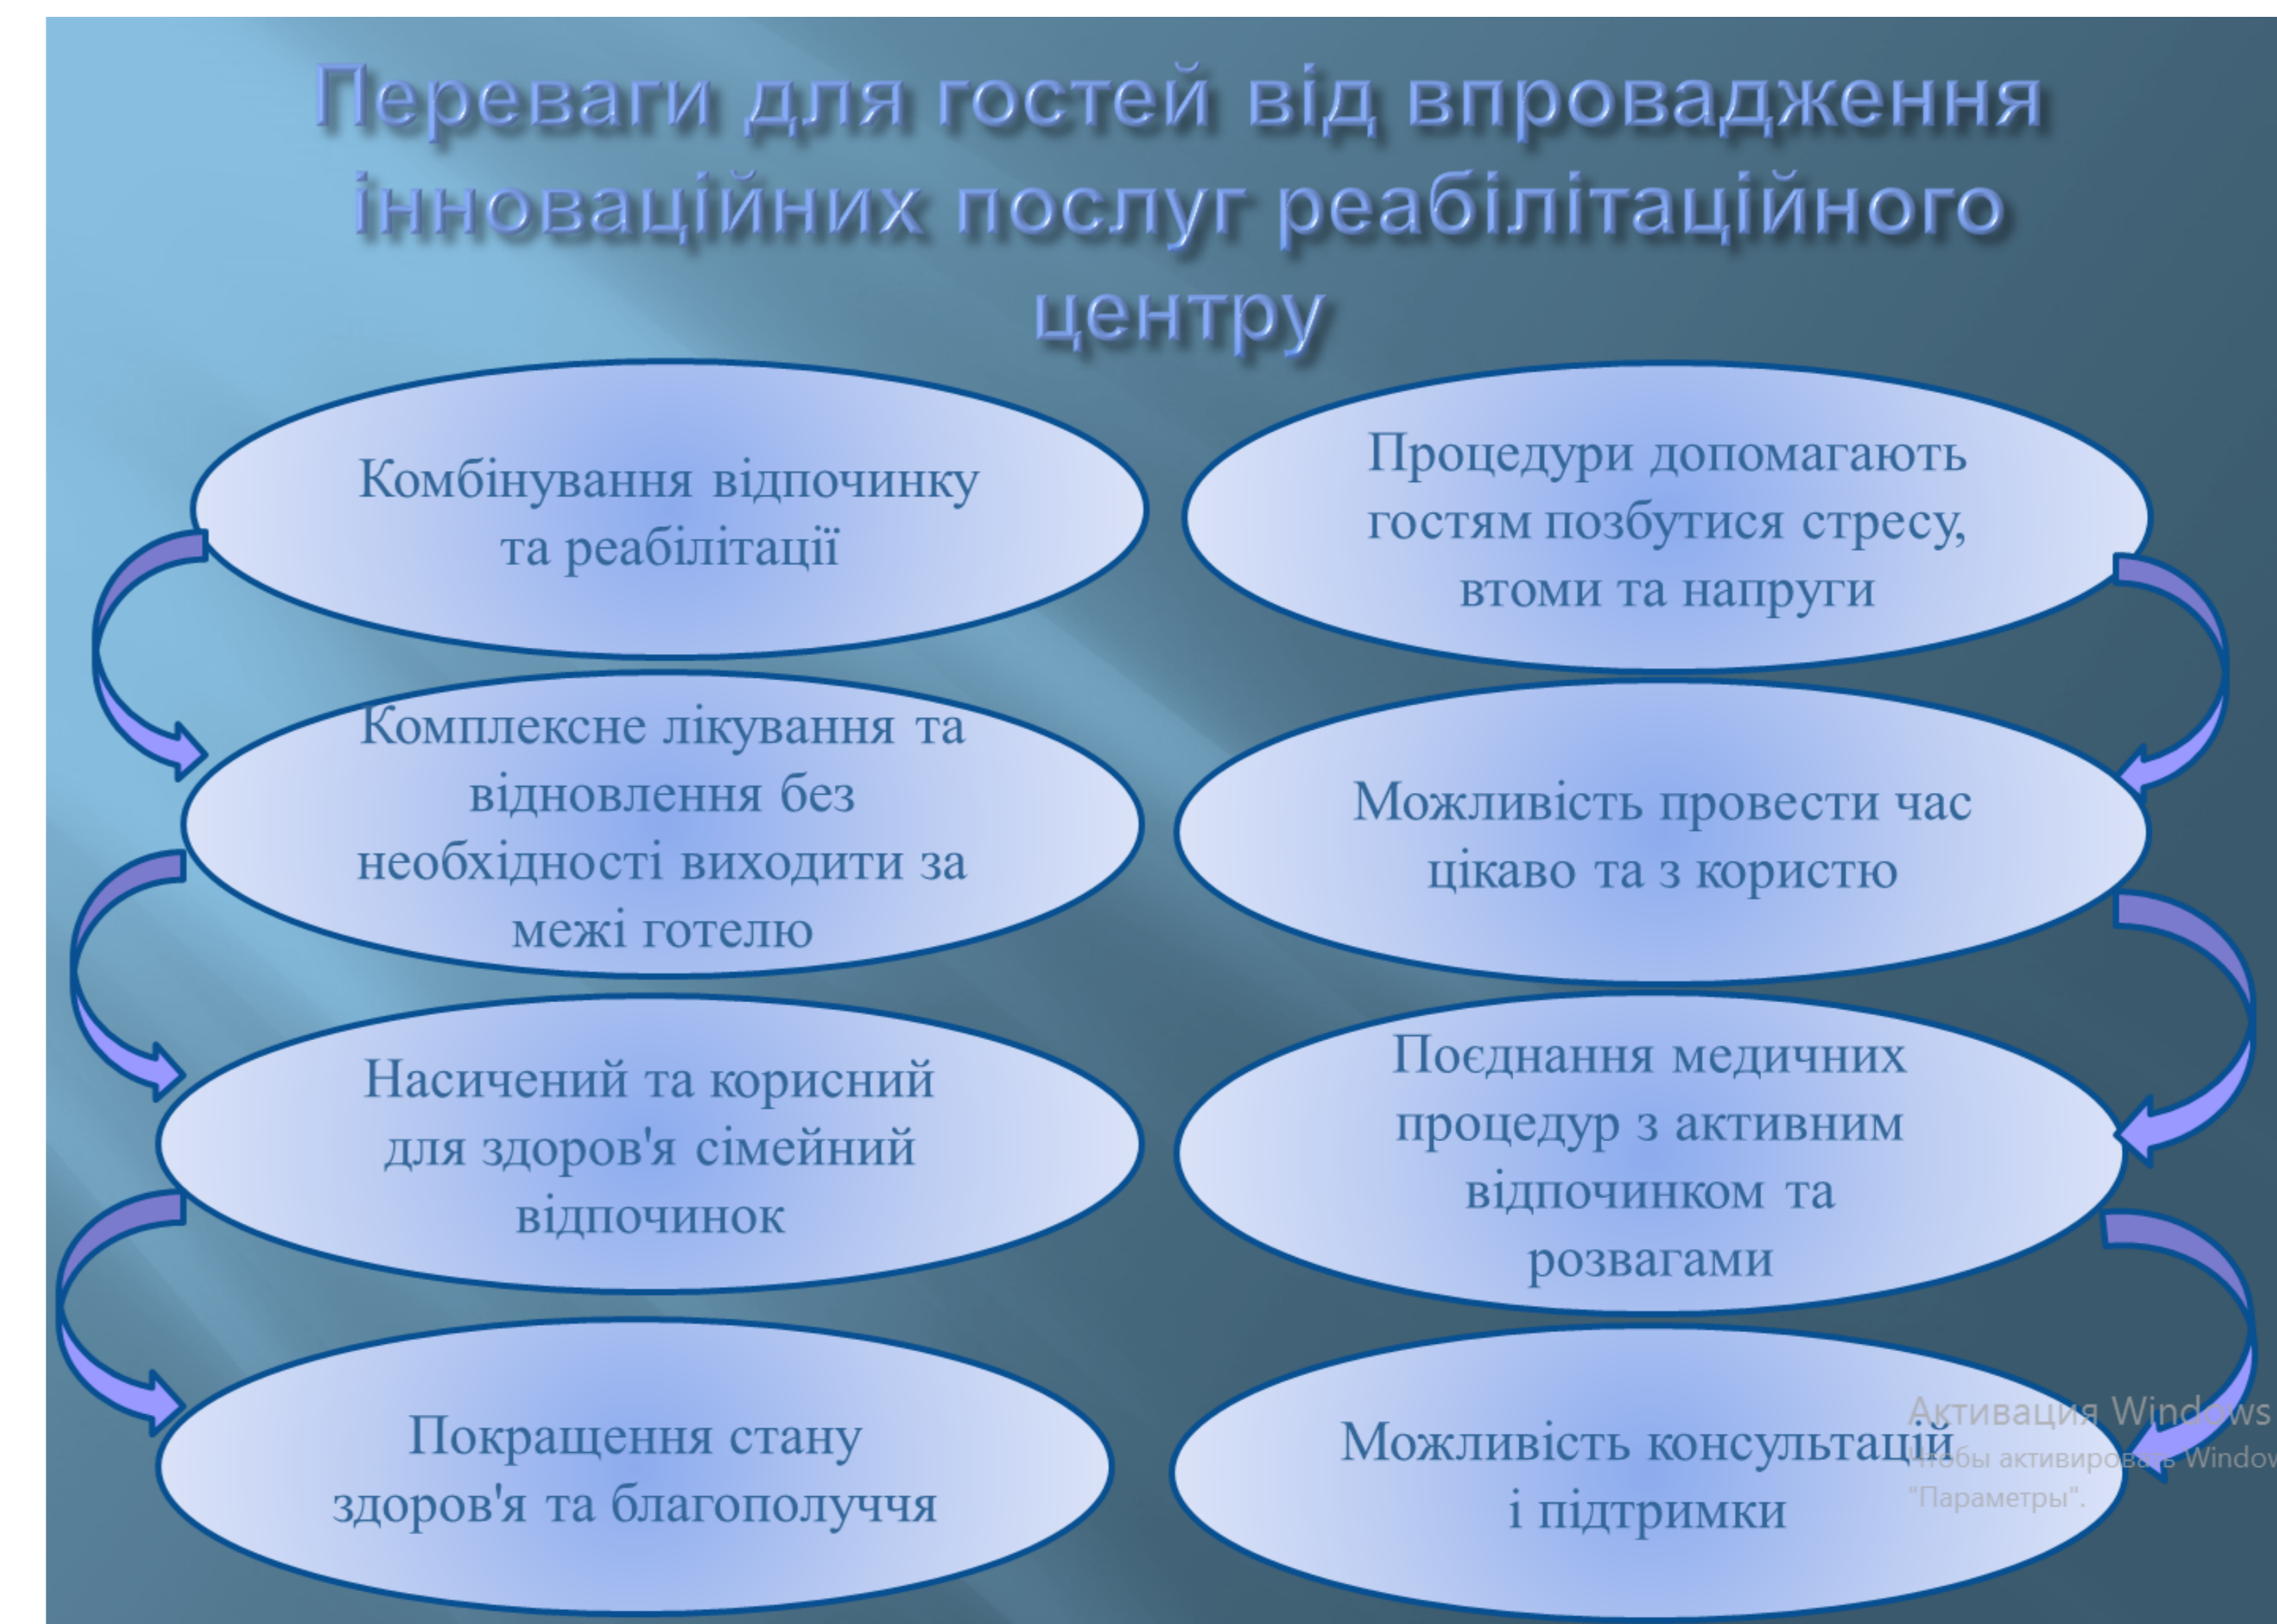 Переваги для гостей від впровадження
інноваційних послуг реабілітаційного
центру
Комбінування відпочинку
та реабілітації
Комплексне лікування та
відновлення без
необхідності виходити за
межі готелю
Насичений та корисний
для здоров'я сімейний
відпочинок
Покращення стану
здоров'я та благополуччя
Процедури допомагають
гостям позбутися стресу,
втоми та напруги
Можливість провести час
цікаво та з користю
Поєднання медичних
процедур з активним
відпочинком та
розвагами
Можливість консультацій
і підтримки
Активация Windows
Чтобы активировать Window
"Параметры".